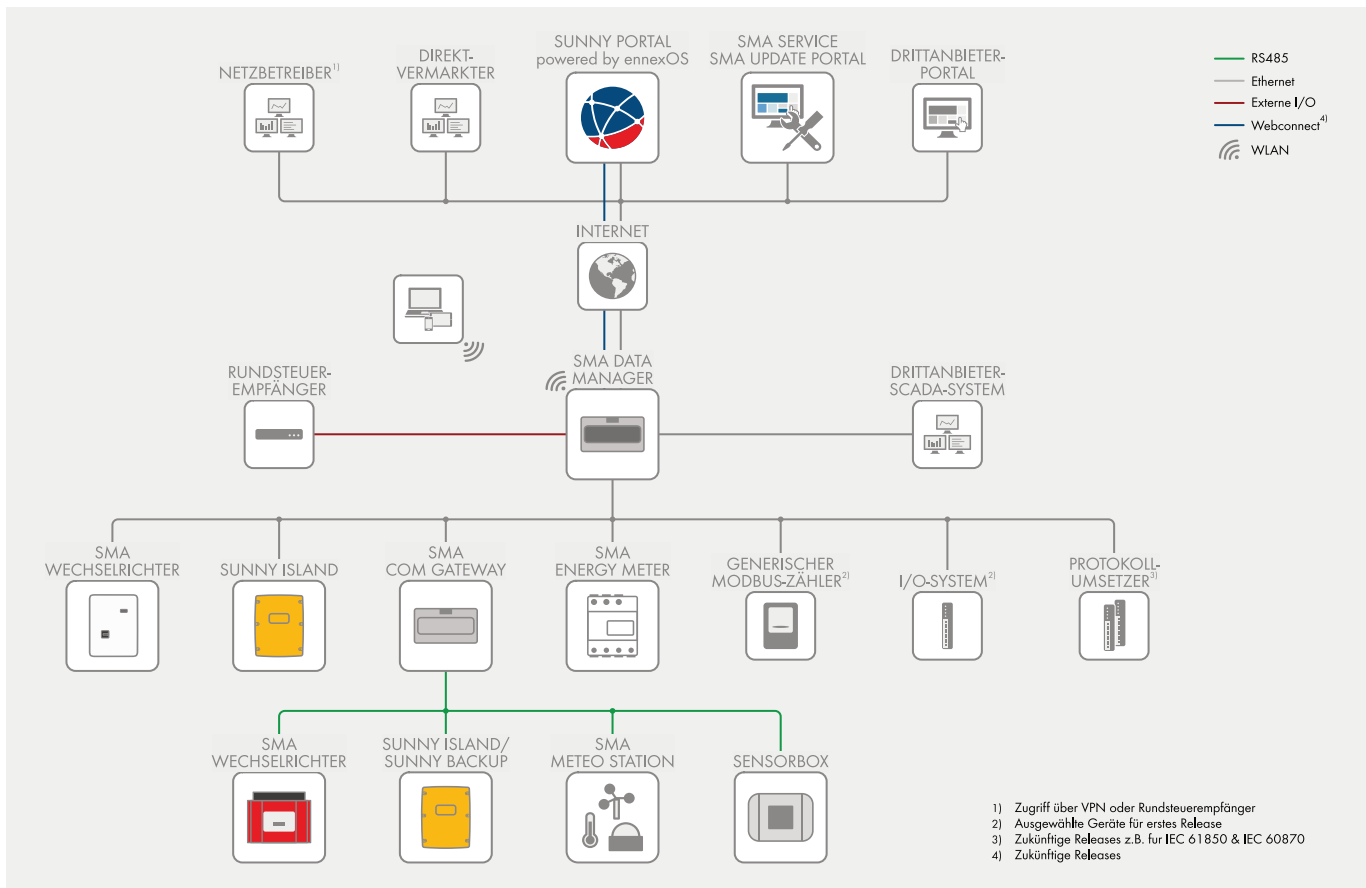 NETZBETREIBER1)
DIREKT-
VERMARKTER
SUNNY PORTAL
powered by ennexOS
SMA SERVICE
SMA UPDATE PORTAL
DRITTANBIETER-
PORTAL
RS485
Ethernet
Externe I/O
Webconnect4)
WLAN
INTERNET
RUNDSTEUER-
EMPFÄNGER
SMA DATA
MANAGER
DRITTANBIETER-
SCADA-SYSTEM
SMA
WECHSELRICHTER
SUNNY ISLAND
SMA
COM GATEWAY
SMA
ENERGY METER
GENERISCHER
MODBUS-ZÄHLER2)
I/O-SYSTEM2)
PROTOKOLL-
UMSETZER3)
SMA
WECHSELRICHTER
SUNNY ISLAND/
SUNNY BACKUP
SMA
METEO STATION
SENSORBOX
1) Zugriff über VPN oder Rundsteuerempfänger
2) Ausgewählte Geräte für erstes Release
3) Zukünftige Releases z.B. fur IEC 61850 & IEC 60870
4) Zukünftige Releases